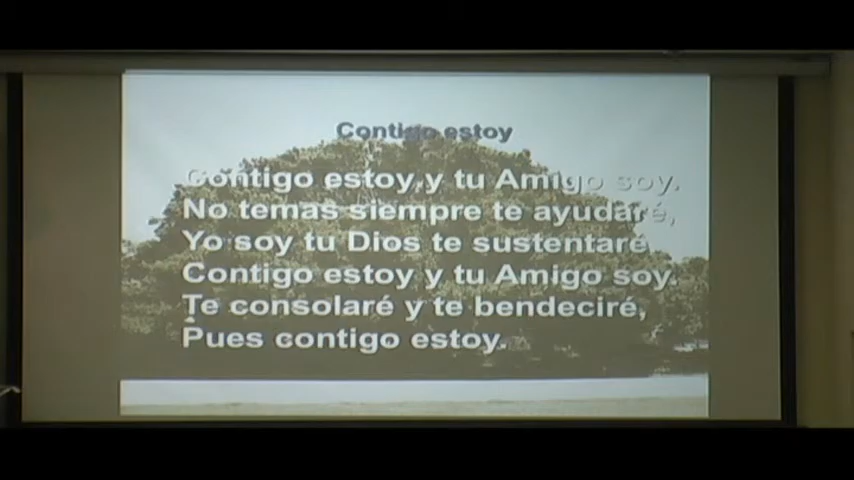 Contigo estoy
Contigo estoy, y tu Amigo soy.
No temas siempre te ayudaré,
Yo soy tu Dios te sustentaré.
Contigo estoy y tu Amigo soy.
Te consolaré y te bendeciré,
Pues contigo estoy.